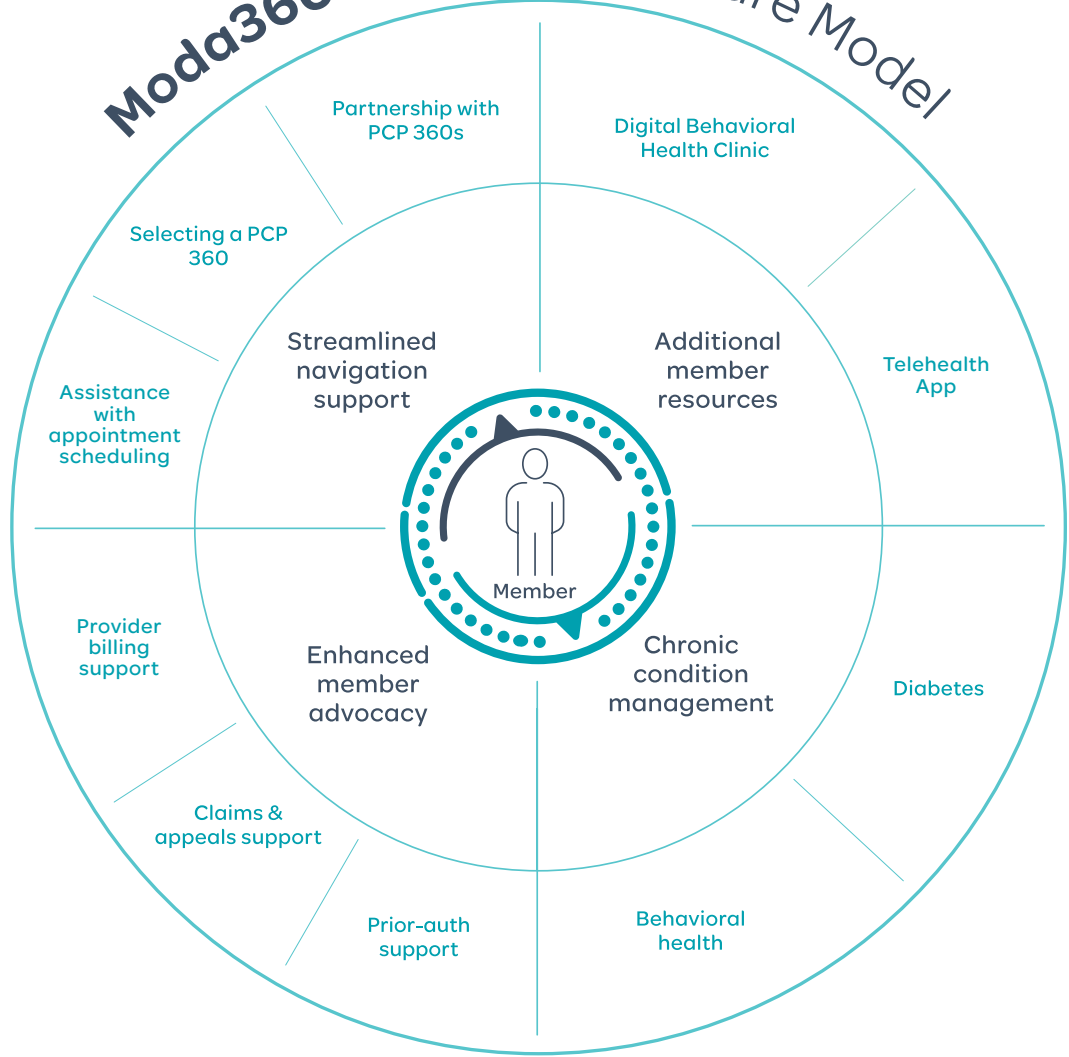 Moda360
Model
Partnership with
PCP 360s
Digital Behavioral
Health Clinic
Selecting a PCP
360
Streamlined
navigation
support
Additional
member
resources
Telehealth
App
Assistance
with
appointment
scheduling
Member
Provider
billing
support
Enhanced
member
advocacy
Chronic
condition
management
Diabetes
Claims &
appeals support
Prior-auth
support
Behavioral
health